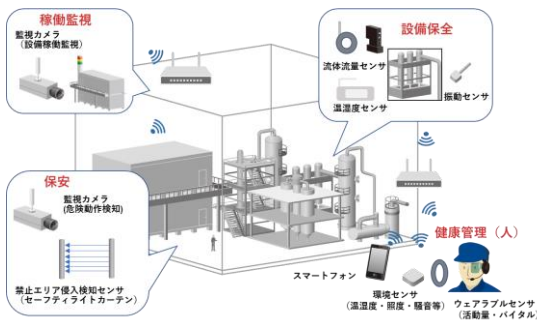 稼働監視
監視カメラ
(設備稼働監視)
設備保全
流体流量センサ
温湿度センサ
振動センサ
保安
監視カメラ
(危険動作検知)
禁止エリア侵入検知センサ
(セーフティライトカーテン)
健康管理(人)
スマートフォン
環境センサ
(温湿度・照度・騒音等)
ウェアラブルセンサ
(活動量・バイタル)